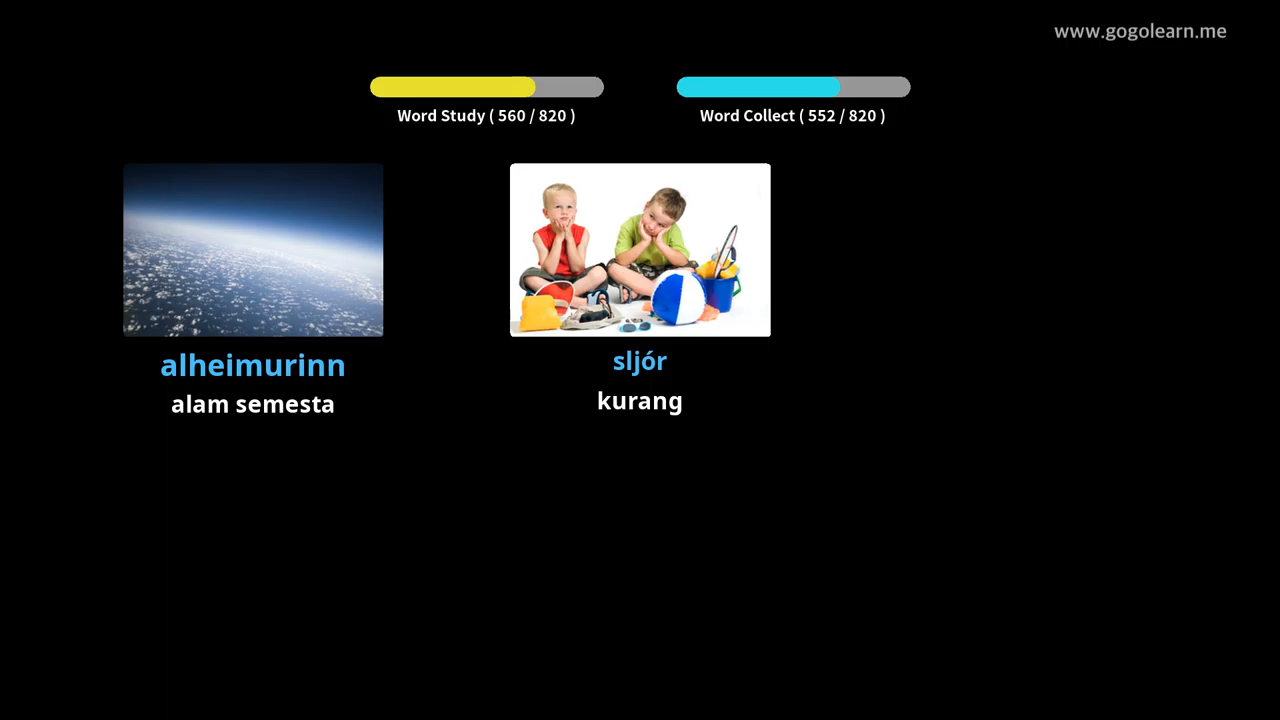 www.gogolearn.me
Word Study ( 560 / 820 )
Word Collect ( 552 / 820 )
alheimurinn
alam semesta
sljór
kurang